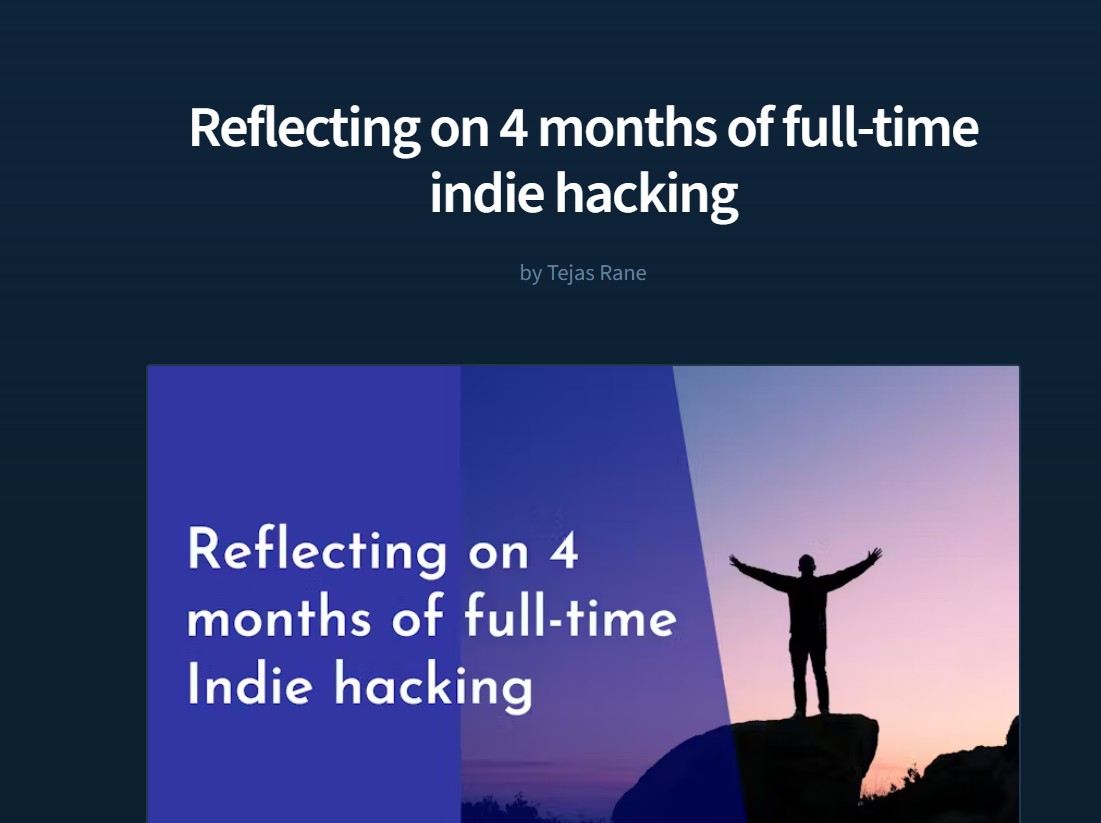 Reflecting on 4 months of full-time
indie hacking
by Tejas Rane
Reflecting on 4
months of full-time
Indie hacking